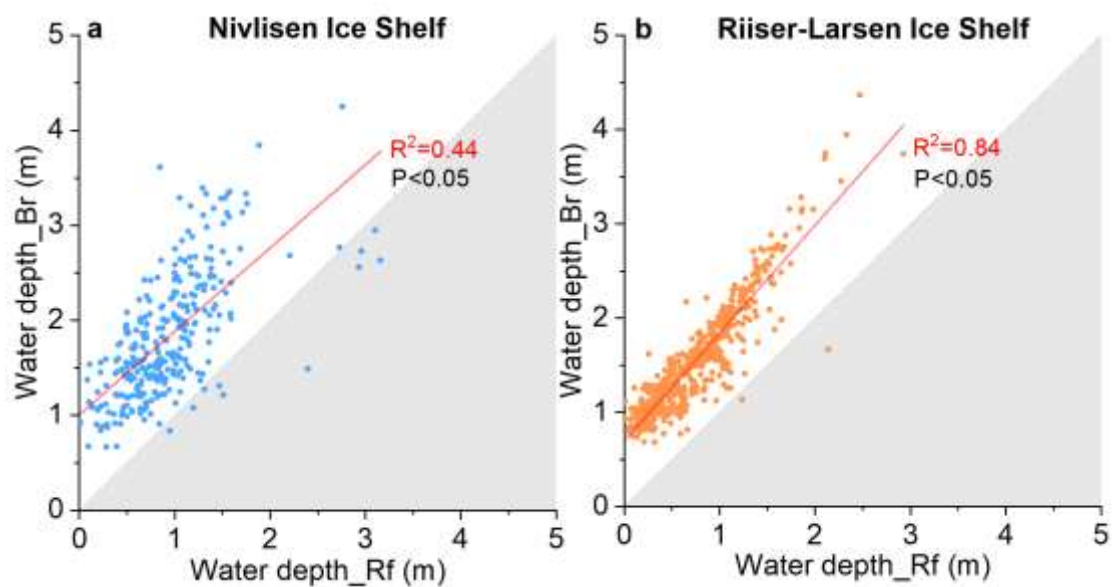 a Nivlisen Ice Shelf
5
4
3
2
1
0
Water depth_Br (m)
R²=0.44
P<0.05
0 1 2 3 4 5
Water depth_Rf (m)
b Riiser-Larsen Ice Shelf
5
4
3
2
1
0
Water depth_Br (m)
R²=0.84
P<0.05
0 1 2 3 4 5
Water depth_Rf (m)